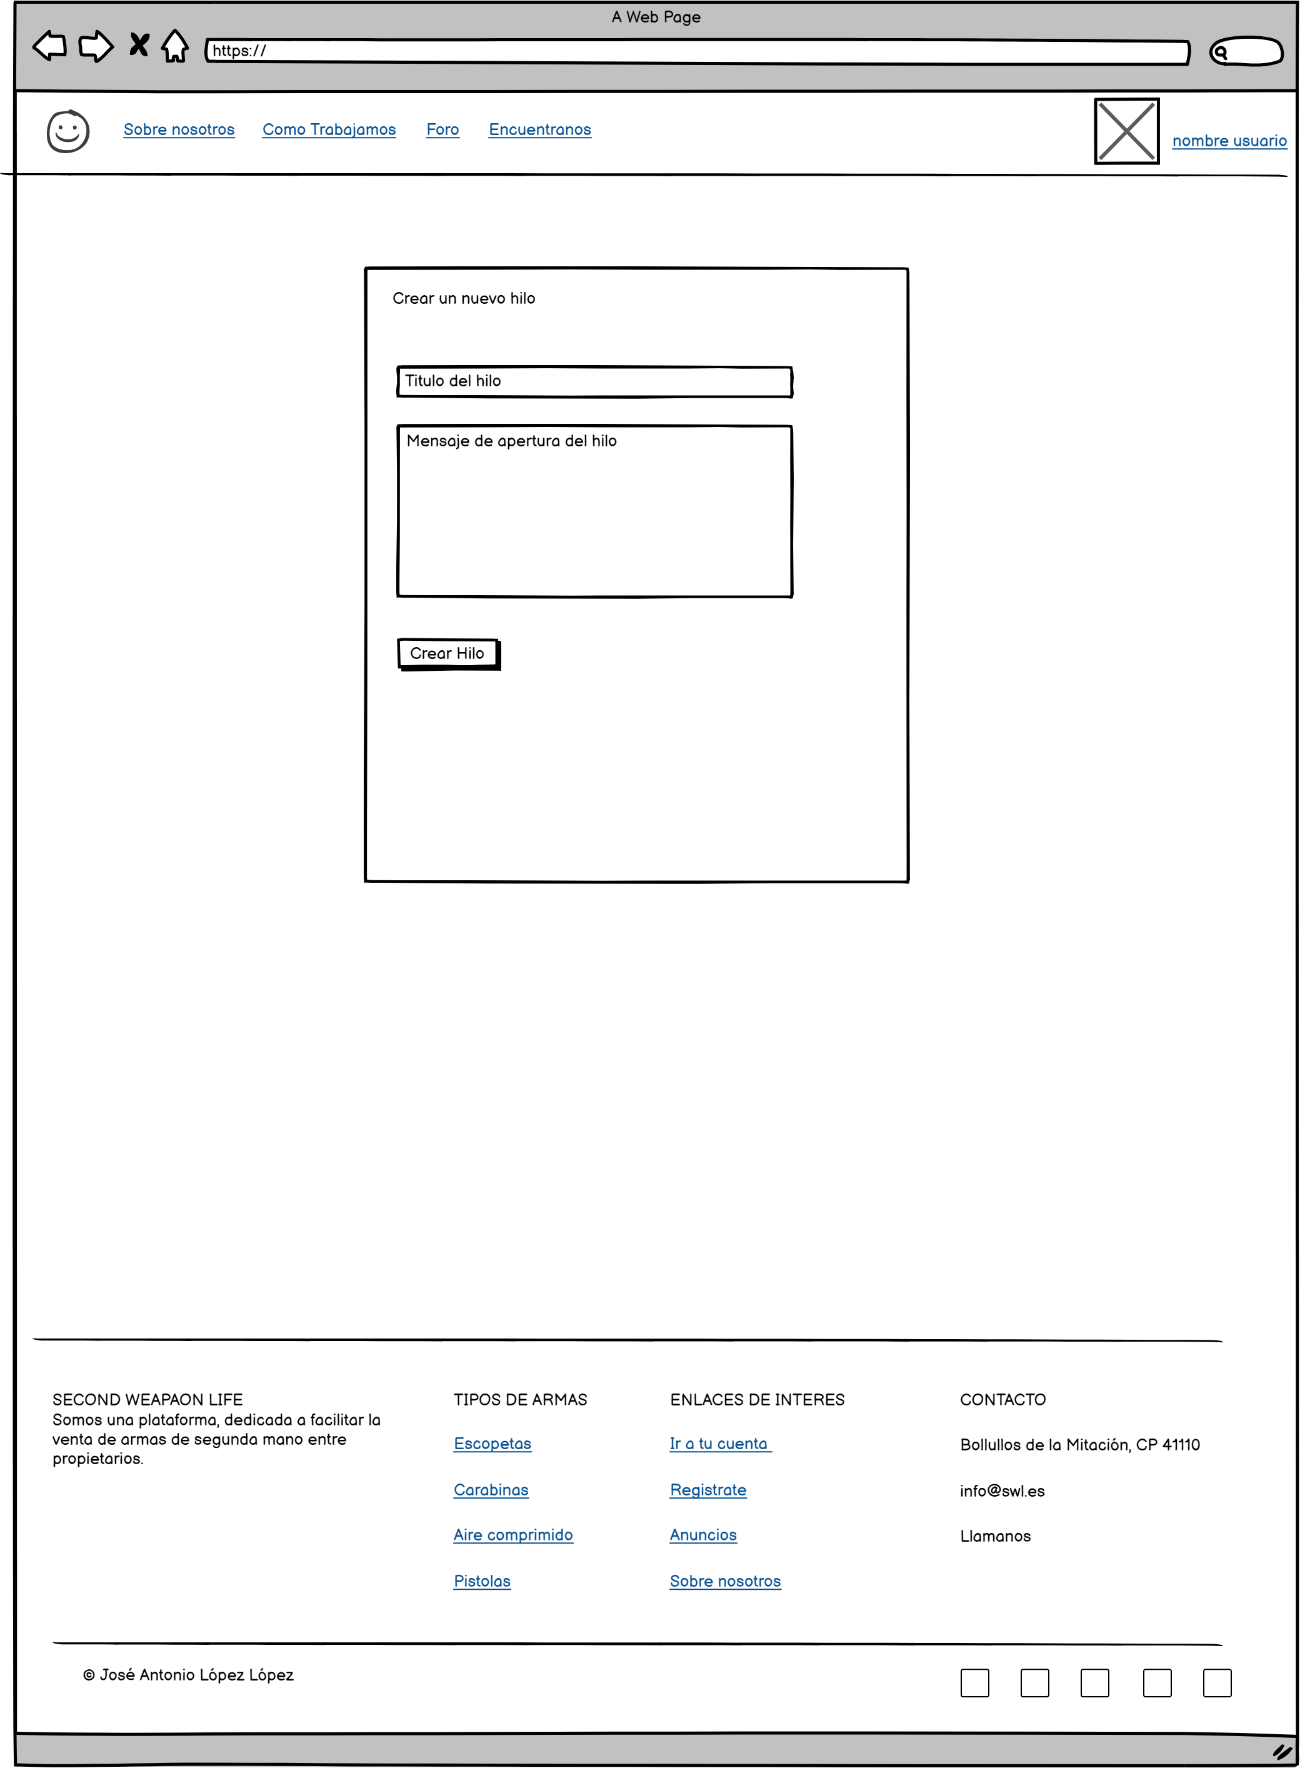 A Web Page
https://
Sobre nosotros
Como Trabajamos
Foro
Encuentranos
nombre usuario
Crear un nuevo hilo
Titulo del hilo
Mensaje de apertura del hilo
Crear Hilo
SECOND WEAPAON LIFE
Somos una plataforma, dedicada a facilitar la
venta de armas de segunda mano entre
propietarios.
TIPOS DE ARMAS
Escopetas
Carabinas
Aire comprimido
Pistolas
ENLACES DE INTERES
Ir a tu cuenta
Registrate
Anuncios
Sobre nosotros
CONTACTO
Bollullos de la Mitación, CP 41110
info@swl.es
Llamanos
© José Antonio López López